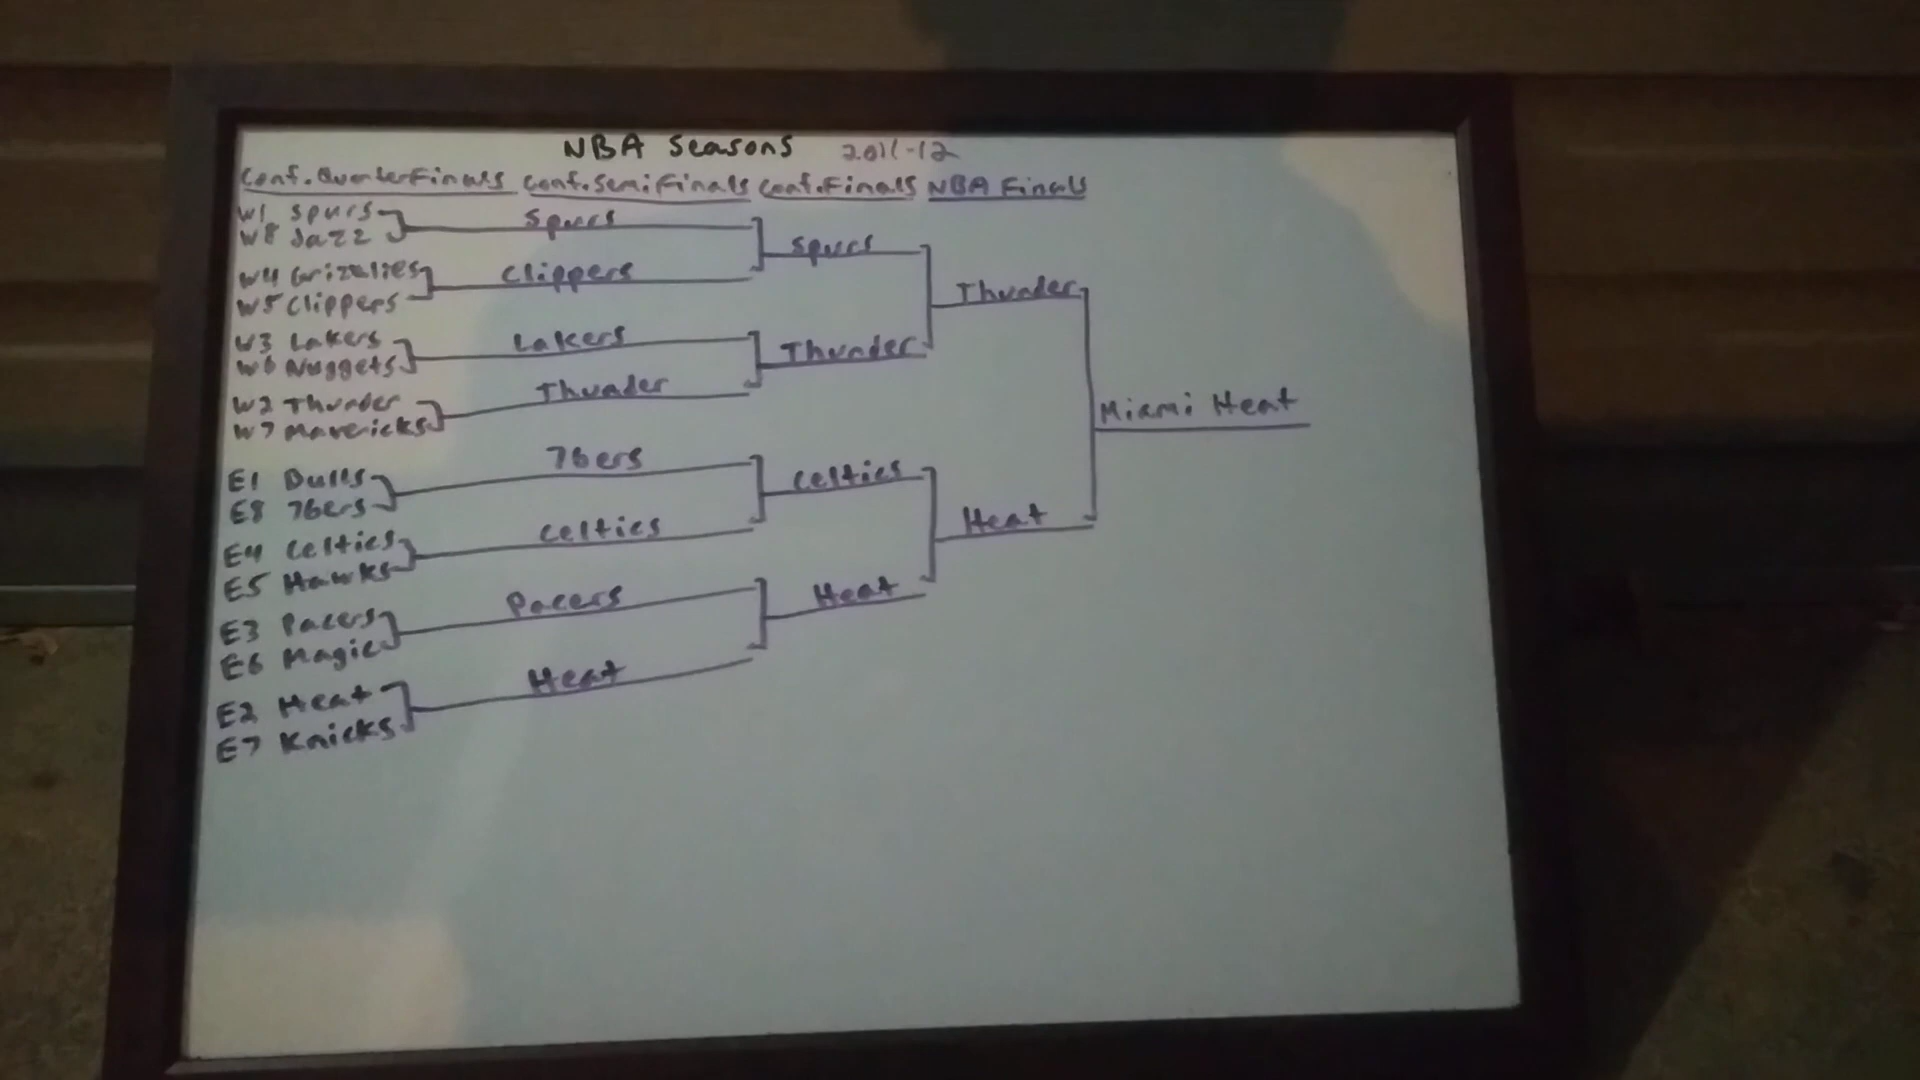 NBA Seasons 2011-12
Conf.QuarterFinals Conf.SemiFinals Conf.Finals NBA Finals
W1 Spurs
W8 Jazz
Spurs
W4 Grizzlies
W5 Clippers
Clippers
Spurs
W3 Lakers
W6 Nuggets
Lakers
W2 Thunder
W7 Mavericks
Thunder
Thunder
Thunder
E1 Bulls
E8 76ers
76ers
E4 Celtics
E5 Hawks
Celtics
Celtics
E3 Pacers
E6 Magic
Pacers
E2 Heat
E7 Knicks
Heat
Heat
Heat
Miami Heat